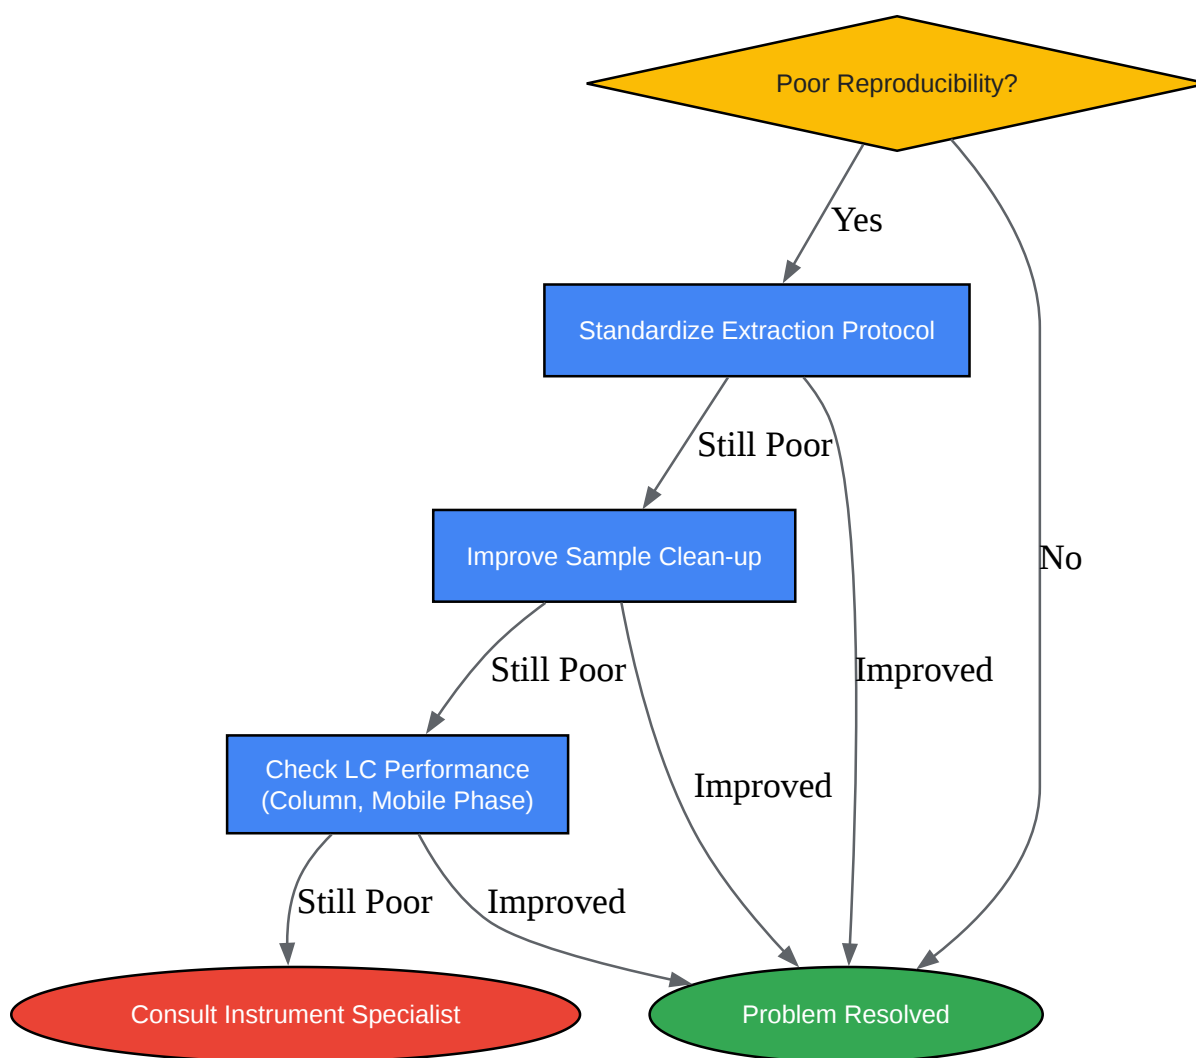 Poor Reproducibility?
Yes
Standardize Extraction Protocol
Still Poor
Improve Sample Clean-up
No
Still Poor
Improved
Check LC Performance
(Column, Mobile Phase)
Improved
Still Poor
Improved
Consult Instrument Specialist
Problem Resolved